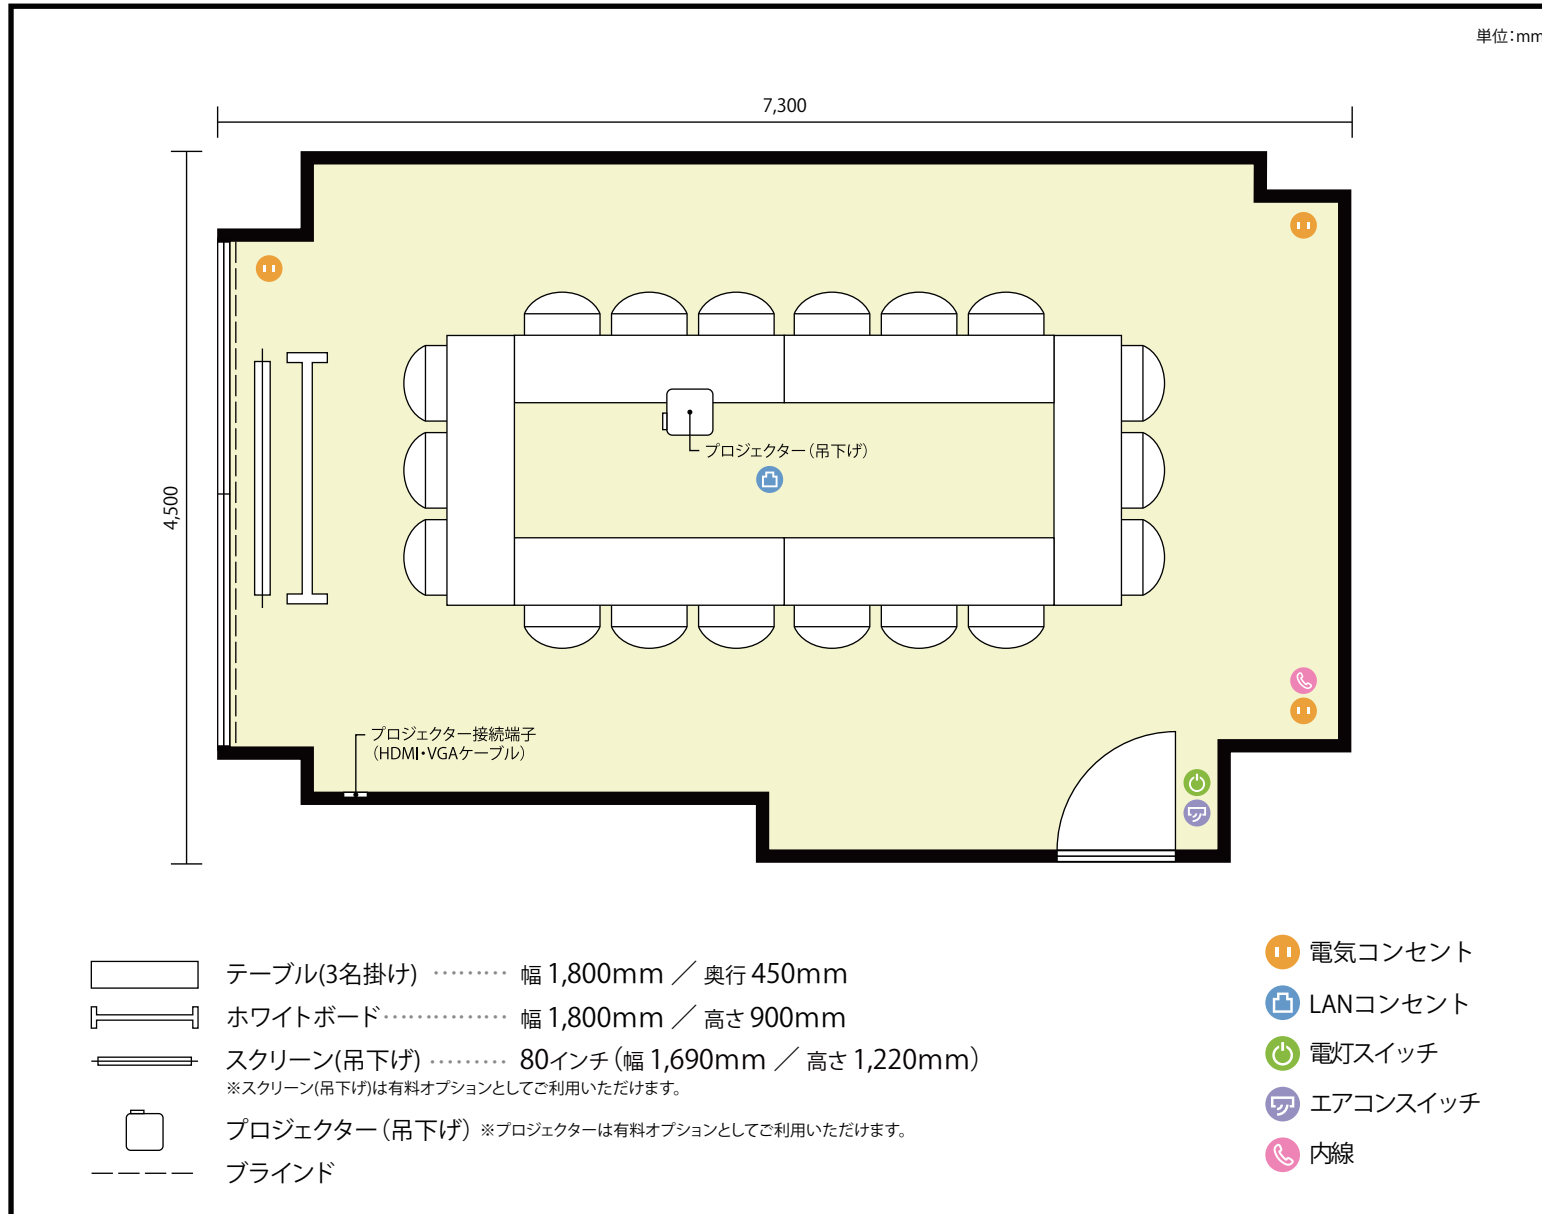 単位：mm
7,300
4,500
プロジェクター（吊下げ）
プロジェクター接続端子
（HDMI・VGAケーブル）
テーブル(3名掛け) ……… 幅 1,800mm ／ 奥行 450mm
ホワイトボード…………… 幅 1,800mm ／ 高さ 900mm
スクリーン(吊下げ) ……… 80インチ（幅 1,690mm ／ 高さ 1,220mm）
※スクリーン(吊下げ)は有料オプションとしてご利用いただけます。
プロジェクター（吊下げ） ※プロジェクターは有料オプションとしてご利用いただけます。
ブラインド
電気コンセント
LANコンセント
電灯スイッチ
エアコンスイッチ
内線